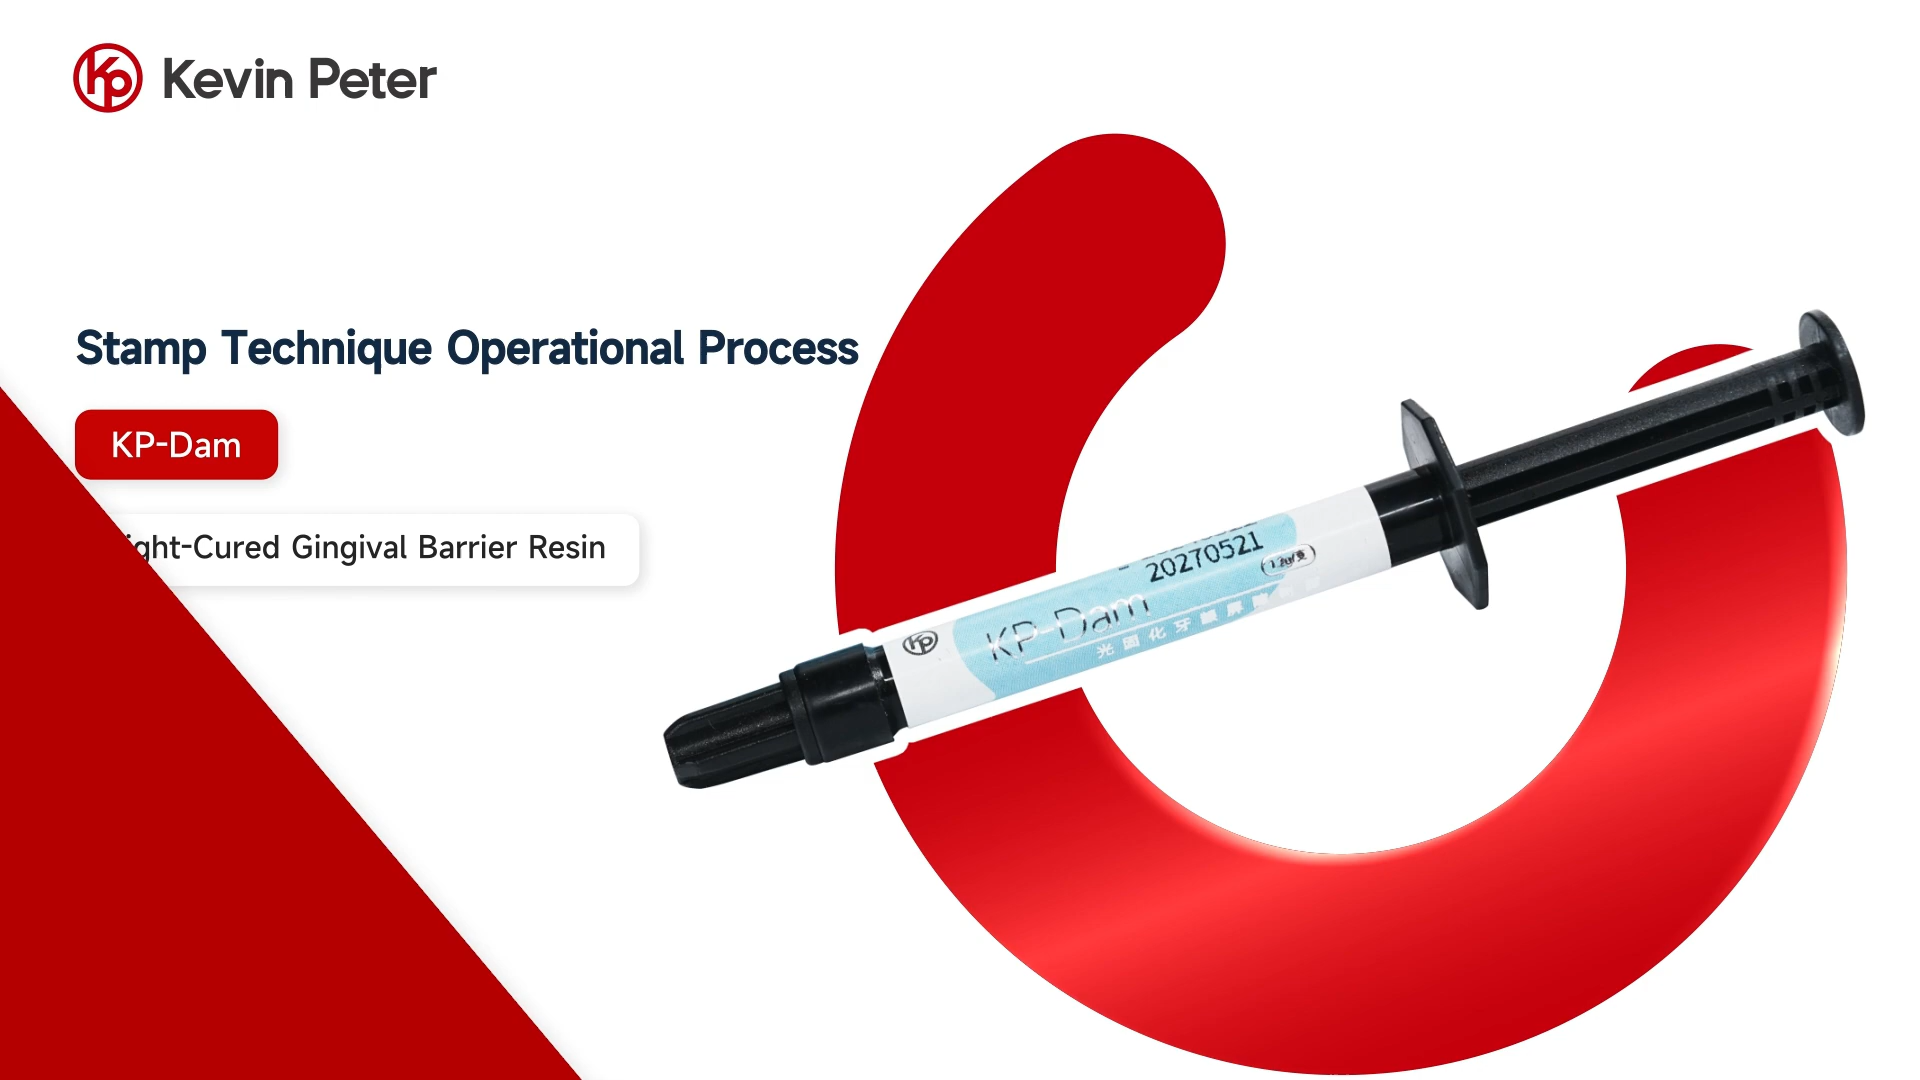 Kevin Peter
Stamp Technique Operational Process
KP-Dam
ight-Cured Gingival Barrier Resin
20270521
KP-Dam
光固化牙龈屏